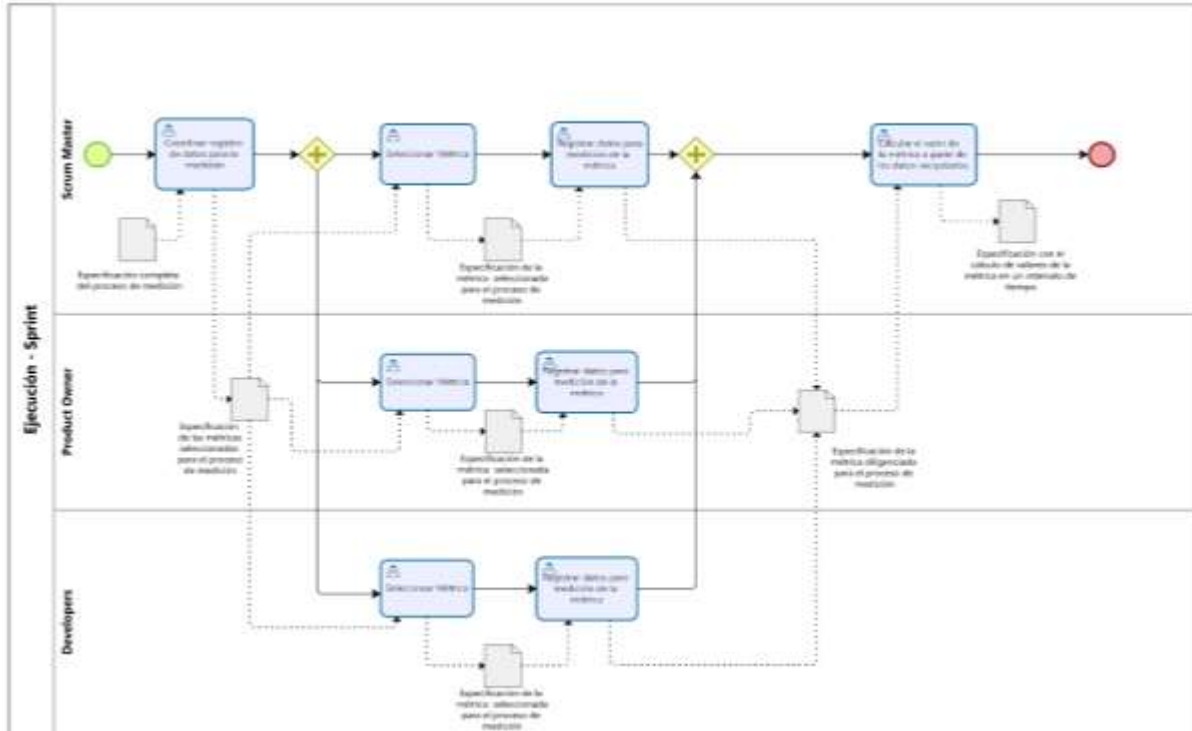 Ejecución - Sprint
Scrum Master
Coordinar registro
de datos para la
medición
Seleccionar Métrica
Registrar datos para
medición de la
métrica
Calcular el valor de
la métrica a partir de
los datos recopilados
Especificación completa
del proceso de medición
Especificación de la
métrica seleccionada
para el proceso de
medición
Especificación con el
cálculo de valores de la
métrica en un intervalo de
tiempo
Product Owner
Seleccionar Métrica
Registrar datos para
medición de la
métrica
Especificación
de las métricas
seleccionadas
para el proceso
de medición
Especificación de la
métrica seleccionada
para el proceso de
medición
Especificación de la
métrica diligenciada
para el proceso de
medición
Developers
Seleccionar Métrica
Registrar datos para
medición de la
métrica
Especificación de la
métrica seleccionada
para el proceso de
medición